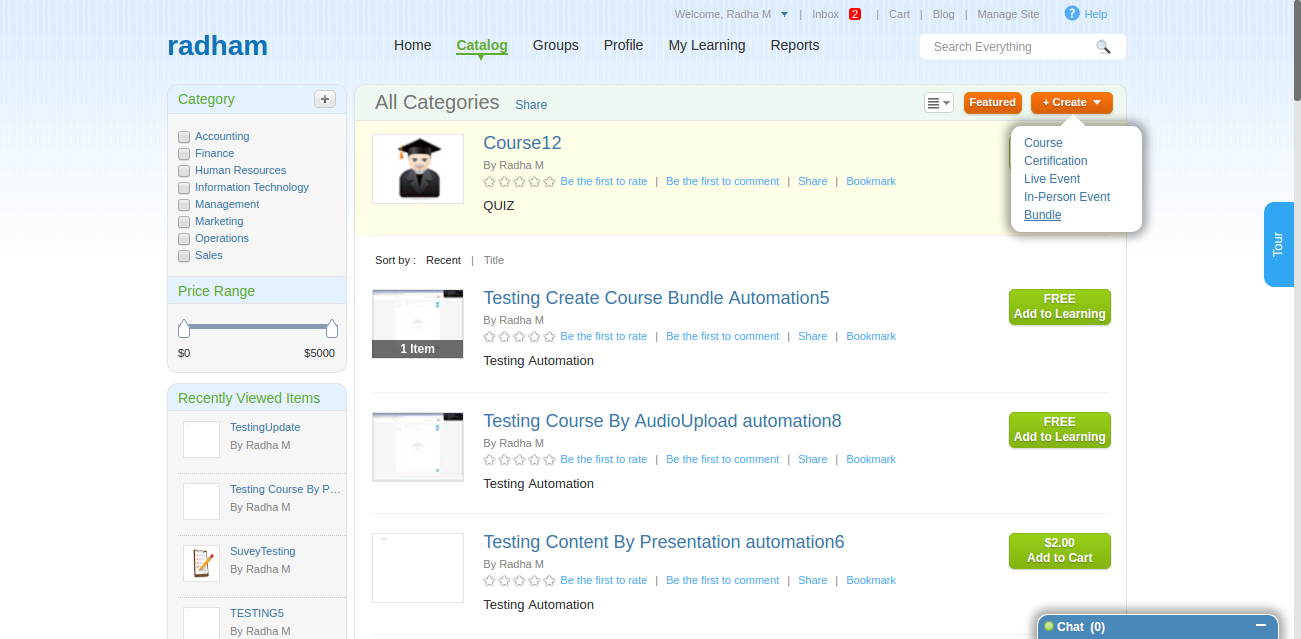 Welcome, Radha M | Inbox 2 | Cart | Blog | Manage Site ? Help
radham
Home Catalog Groups Profile My Learning Reports
Search Everything
Category +
Accounting
Finance
Human Resources
Information Technology
Management
Marketing
Operations
Sales
Price Range
$0 $5000
Recently Viewed Items
TestingUpdate
By Radha M
Testing Course By P...
By Radha M
SuveyTesting
By Radha M
TESTING5
By Radha M
All Categories Share
Featured + Create
Course
Certification
Live Event
In-Person Event
Bundle
Course12
By Radha M
Be the first to rate | Be the first to comment | Share | Bookmark
QUIZ
Sort by : Recent | Title
Testing Create Course Bundle Automation5
By Radha M
Be the first to rate | Be the first to comment | Share | Bookmark
Testing Automation
1 Item
FREE
Add to Learning
Testing Course By AudioUpload automation8
By Radha M
Be the first to rate | Be the first to comment | Share | Bookmark
Testing Automation
FREE
Add to Learning
Testing Content By Presentation automation6
By Radha M
Be the first to rate | Be the first to comment | Share | Bookmark
Testing Automation
$2.00
Add to Cart
Tour
Chat (0)